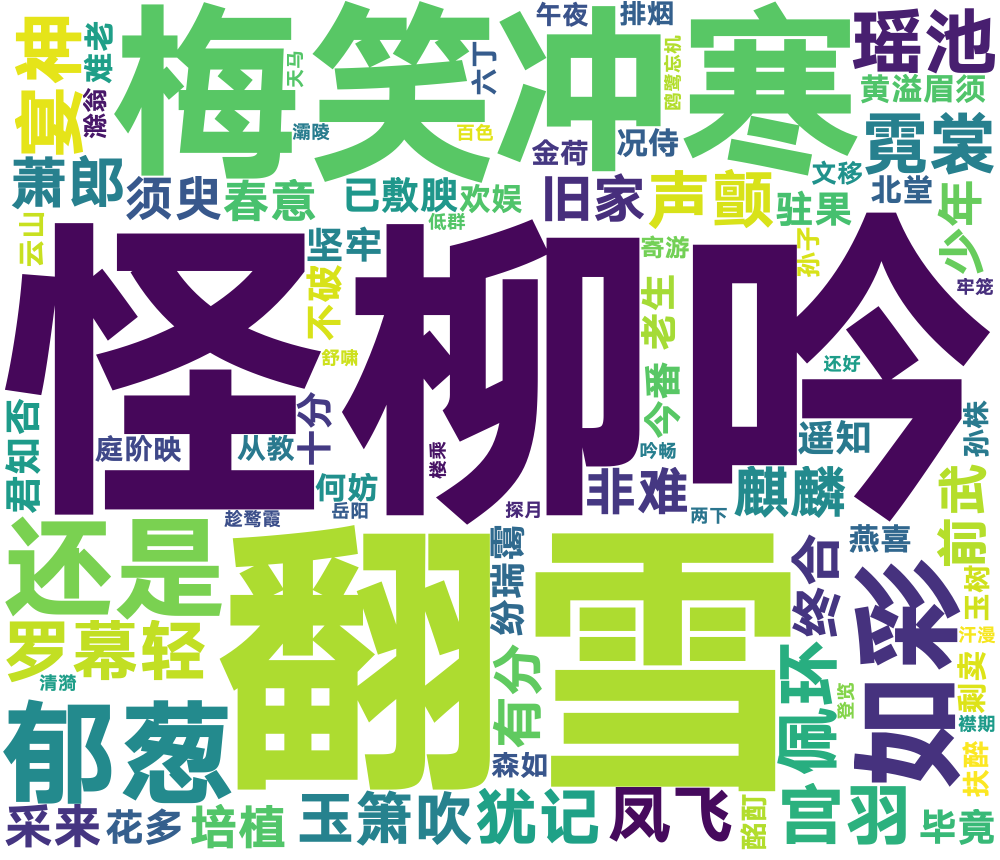 梅笑冲寒
午夜
排烟
瑶池
宴神
难老
滁翁
天马
六丁
鸥鹭忘机
黄溢眉须
灞陵
百色
金荷
况侍
霓裳
萧郎
须臾
春意
已敷腴
欢娱
低群
旧家
声颤
文移
驻果
北堂
少年
云山
坚牢
寄游
孙子
牢笼
怪柳吟
不破
舒啸
老生
今番
还好
君知否
庭阶映
从教
十分
楼乘
吟畅
遥知
孙株
何妨
岳阳
趁鹜霞
探月
非难
两下
麒麟
前武
还是
翻雪
纷瑞霭
终合
燕喜
如彩
玉树
汗漫
罗幕轻
清漪
有分
佩环
登览
剩卖
襟期
郁葱
森如
扶醉
采来
花多
培植
玉箫吹
犹记
凤飞
酩酊
宫羽
毕竟